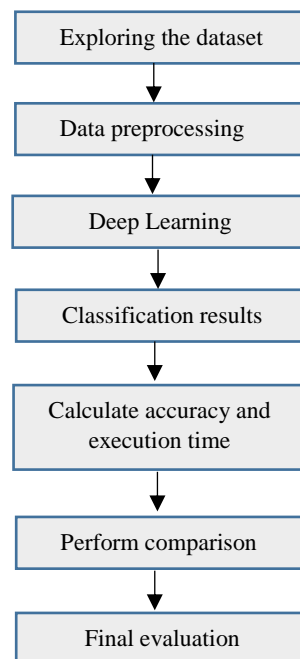 Exploring the dataset
Data preprocessing
Deep Learning
Classification results
Calculate accuracy and
execution time
Perform comparison
Final evaluation